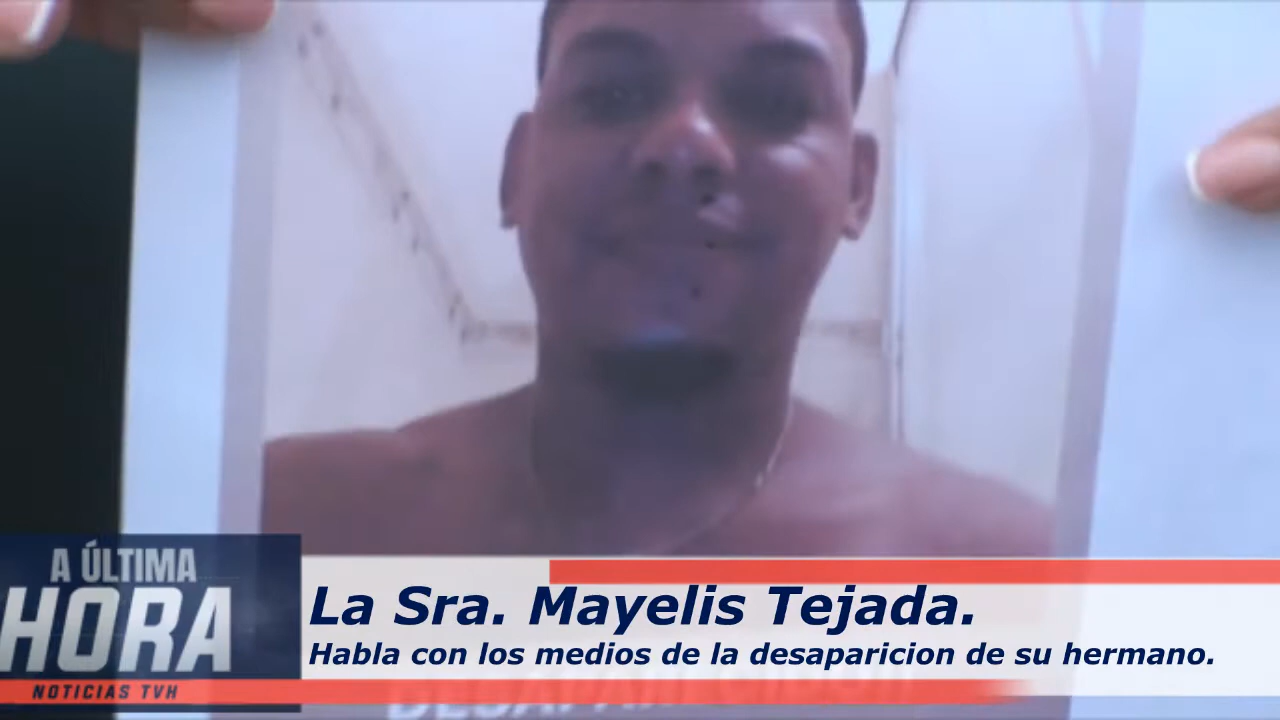 A ÚLTIMA
HORA
NOTICIAS TVH
La Sra. Mayelis Tejada.
Habla con los medios de la desaparicion de su hermano.